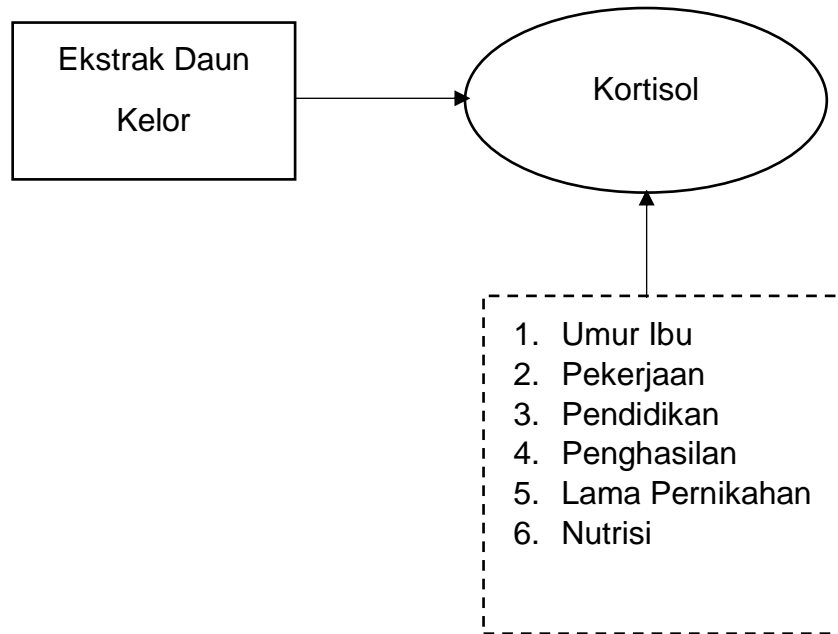 Ekstrak Daun
Kelor
Kortisol
1. Umur Ibu
2. Pekerjaan
3. Pendidikan
4. Penghasilan
5. Lama Pernikahan
6. Nutrisi